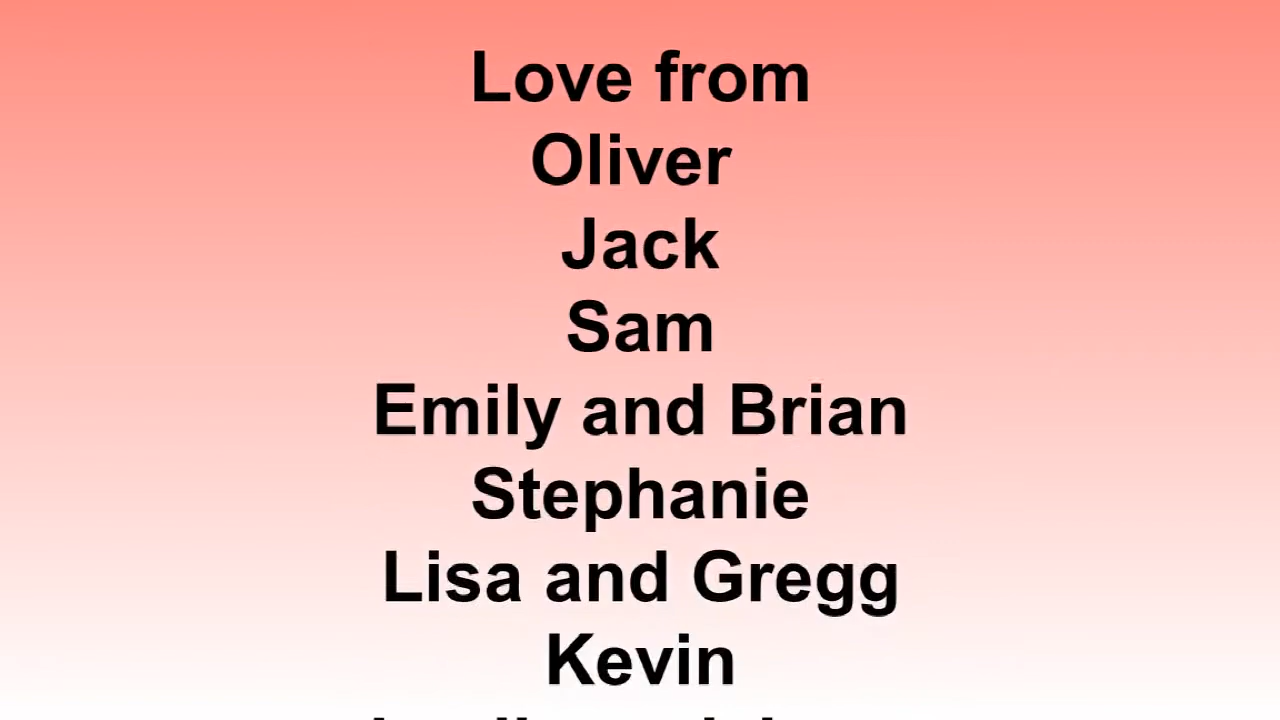 Love from
Oliver
Jack
Sam
Emily and Brian
Stephanie
Lisa and Gregg
Kevin